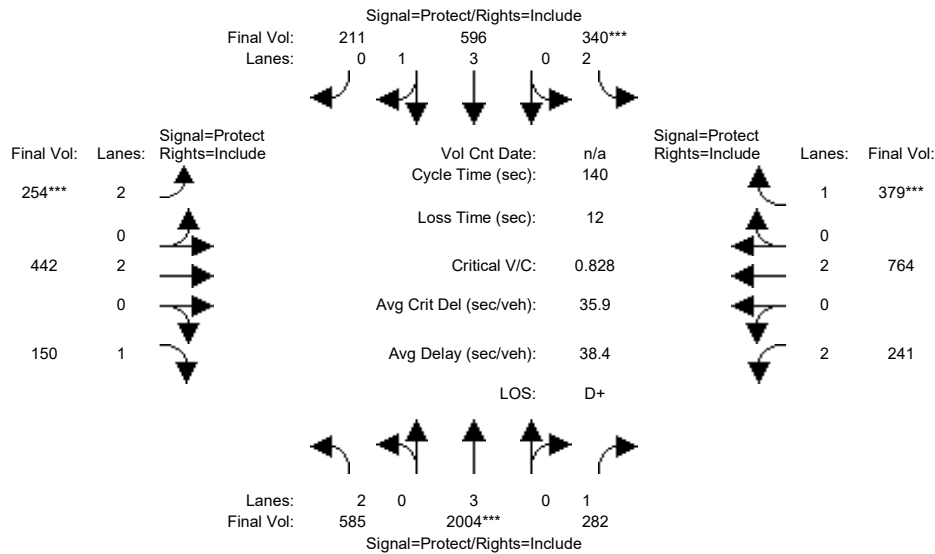 Signal=Protect/Rights=Include
Final Vol: 211 596 340***
Lanes: 0 1 3 0 2
Signal=Protect Signal=Protect
Final Vol: Lanes: Rights=Include Vol Cnt Date: n/a Rights=Include Lanes: Final Vol:
Cycle Time (sec): 140
254*** 2 1 379***
Loss Time (sec): 12
0 0
442 2 Critical V/C: 0.828 2 764
0 Avg Crit Del (sec/veh): 35.9 0
150 1 Avg Delay (sec/veh): 38.4 2 241
LOS: D+
Lanes: 2 0 3 0 1
Final Vol: 585 2004*** 282
Signal=Protect/Rights=Include